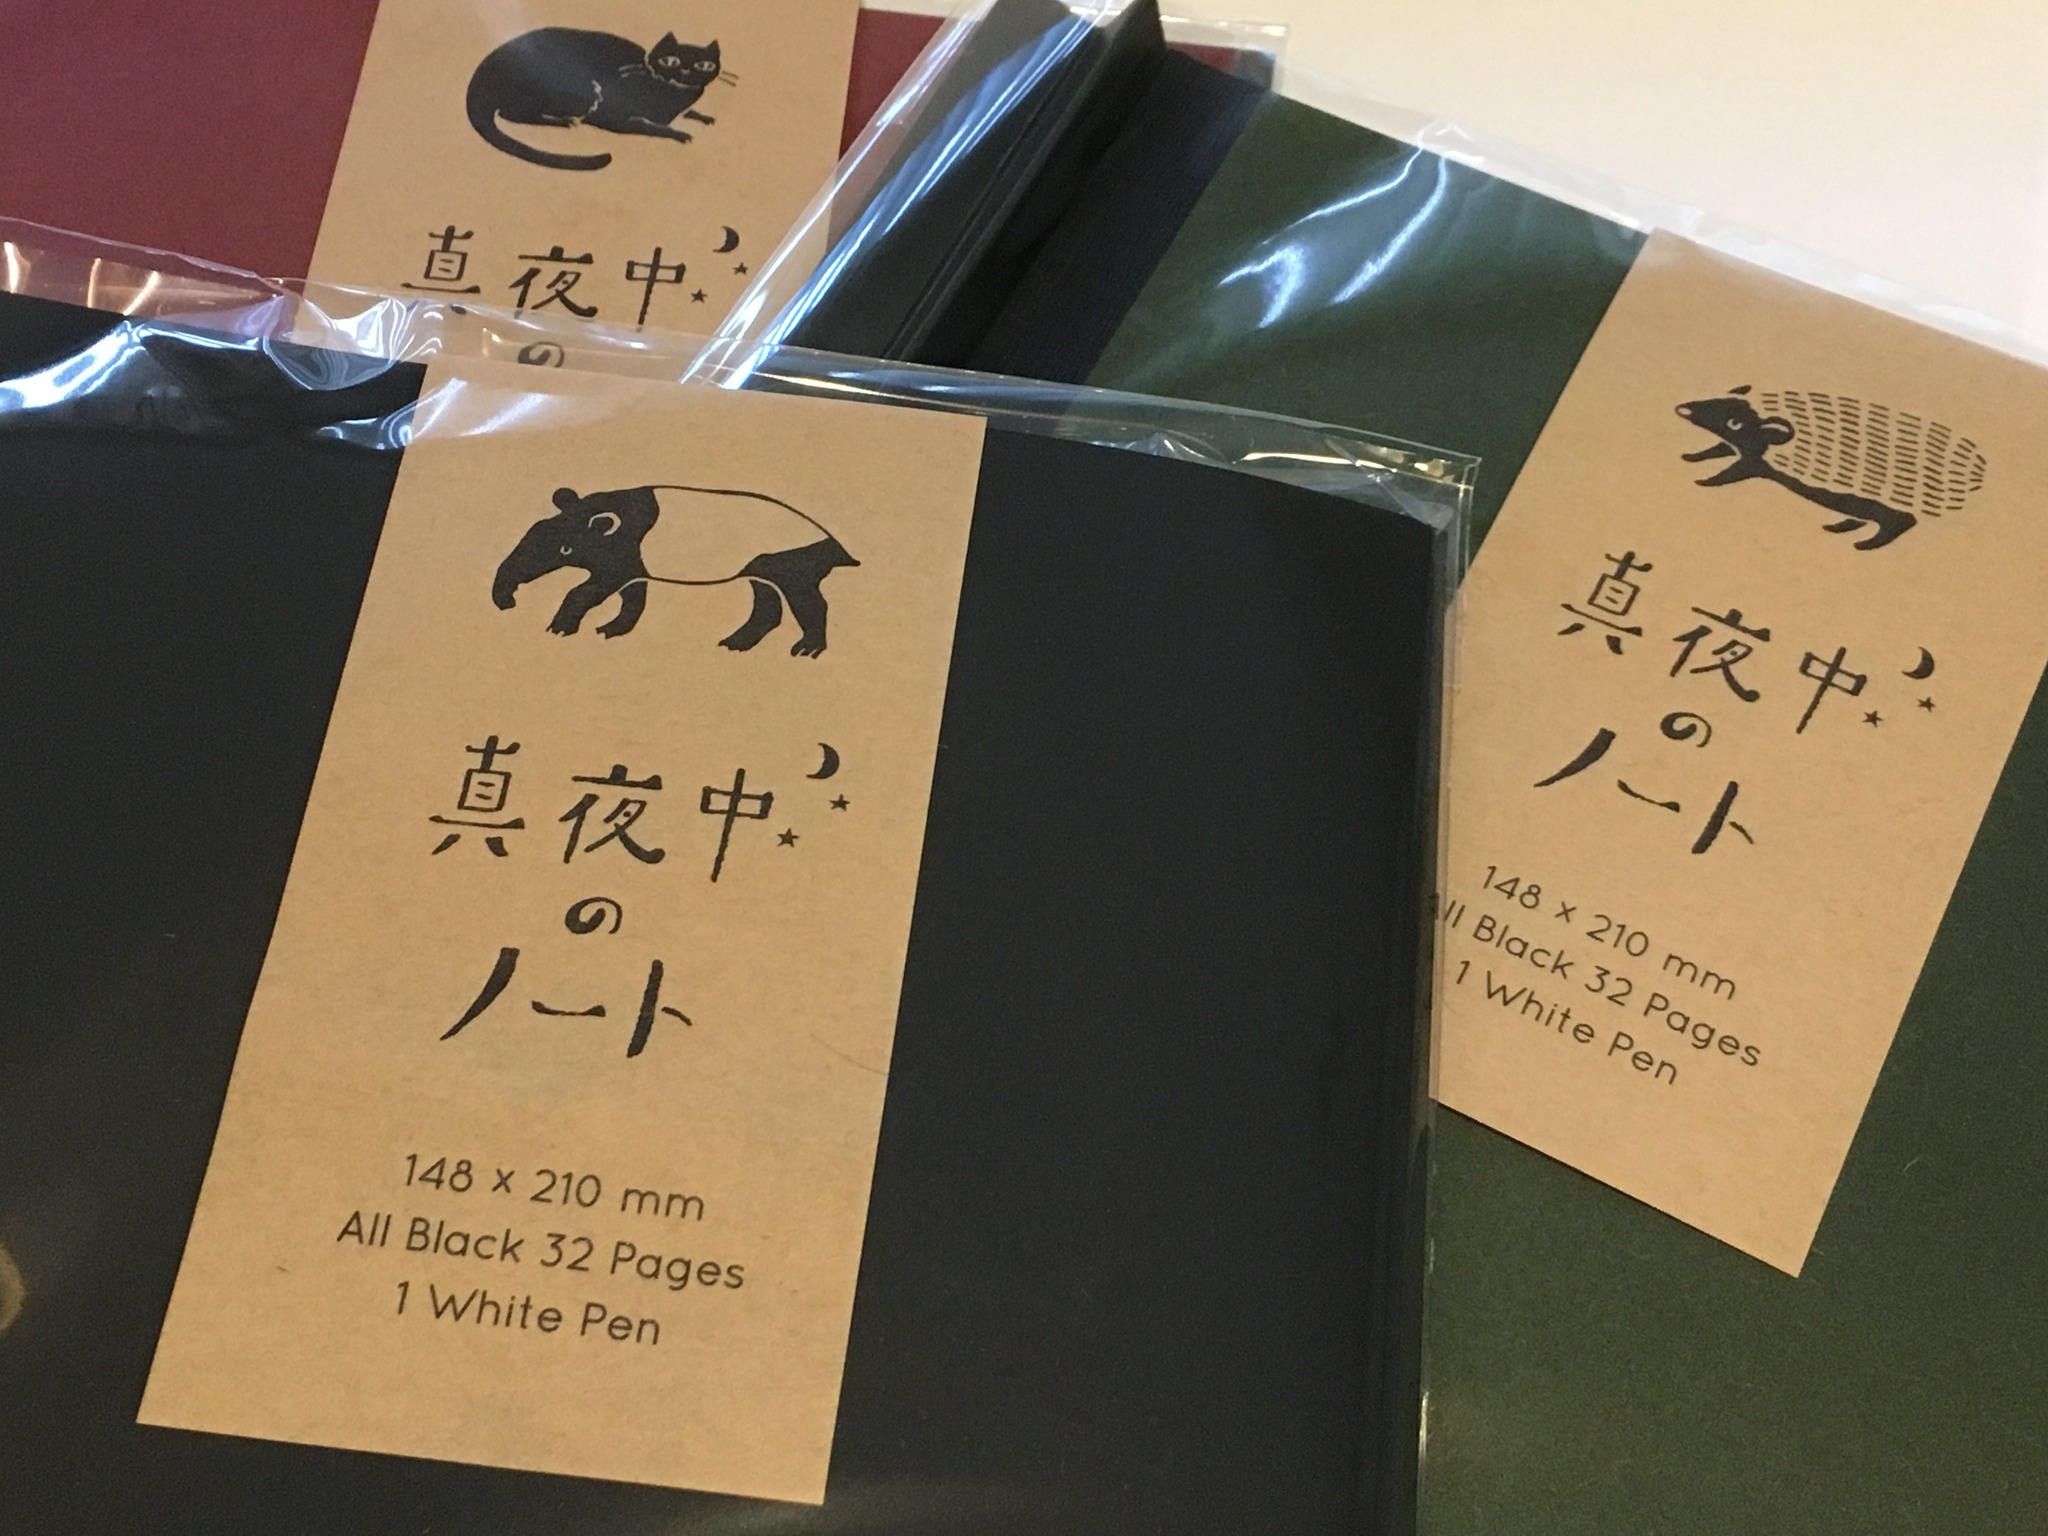 真夜中
の
真夜中
の
ノート
148 x 210 mm
All Black 32 Pages
1 White Pen
真夜中
の
ノート
148 x 210 mm
All Black 32 Pages
1 White Pen